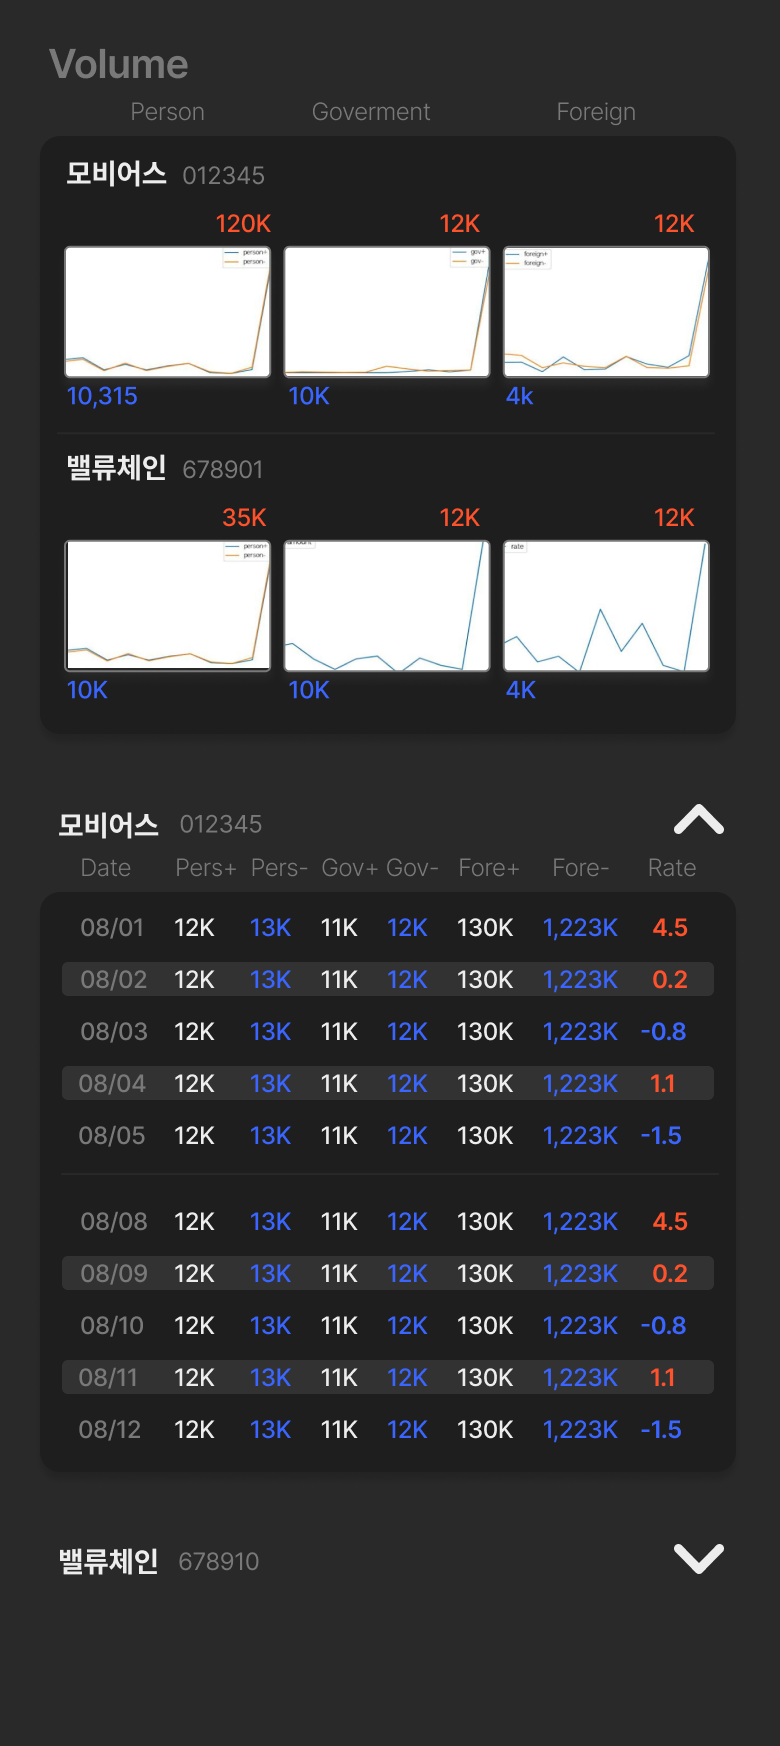 Volume
Person Goverment Foreign
모비어스 012345
120K 12K 12K
person+ gov+ foreign+
person- gov- foreign-
10,315 10K 4k
밸류체인 678901
35K 12K 12K
person+ amount rate
person-
10K 10K 4K
모비어스 012345
Date Pers+ Pers- Gov+ Gov- Fore+ Fore- Rate
08/01 12K 13K 11K 12K 130K 1,223K 4.5
08/02 12K 13K 11K 12K 130K 1,223K 0.2
08/03 12K 13K 11K 12K 130K 1,223K -0.8
08/04 12K 13K 11K 12K 130K 1,223K 1.1
08/05 12K 13K 11K 12K 130K 1,223K -1.5
08/08 12K 13K 11K 12K 130K 1,223K 4.5
08/09 12K 13K 11K 12K 130K 1,223K 0.2
08/10 12K 13K 11K 12K 130K 1,223K -0.8
08/11 12K 13K 11K 12K 130K 1,223K 1.1
08/12 12K 13K 11K 12K 130K 1,223K -1.5
밸류체인 678910